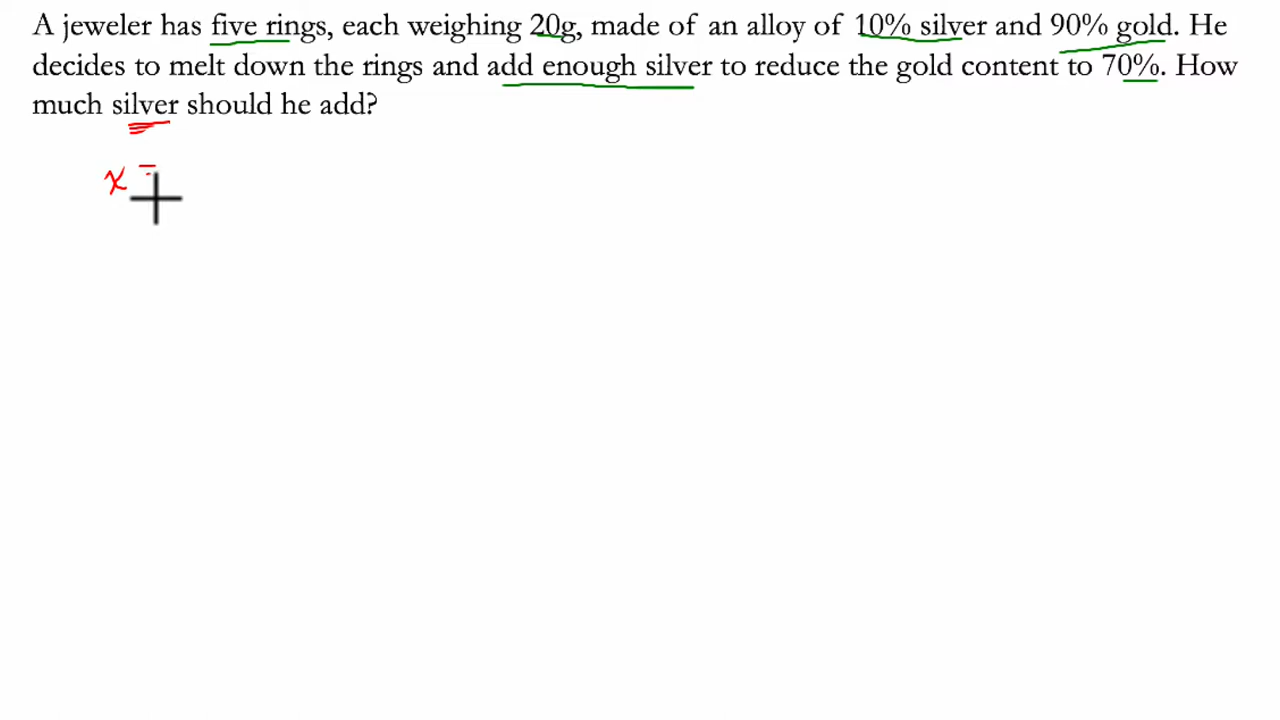 A jeweler has five rings, each weighing 20g, made of an alloy of 10% silver and 90% gold. He
decides to melt down the rings and add enough silver to reduce the gold content to 70%. How
much silver should he add?
x =